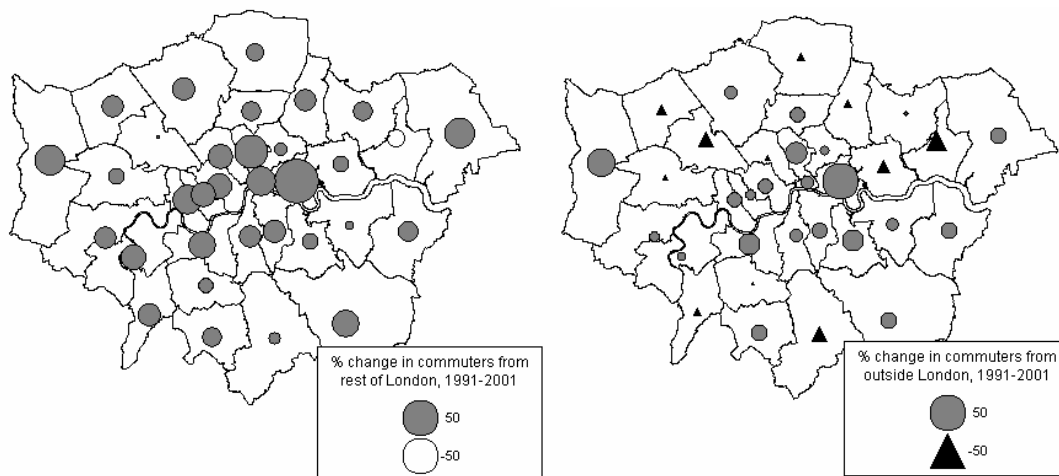 % change in commuters from
rest of London, 1991-2001
50
-50
% change in commuters from
outside London, 1991-2001
50
-50